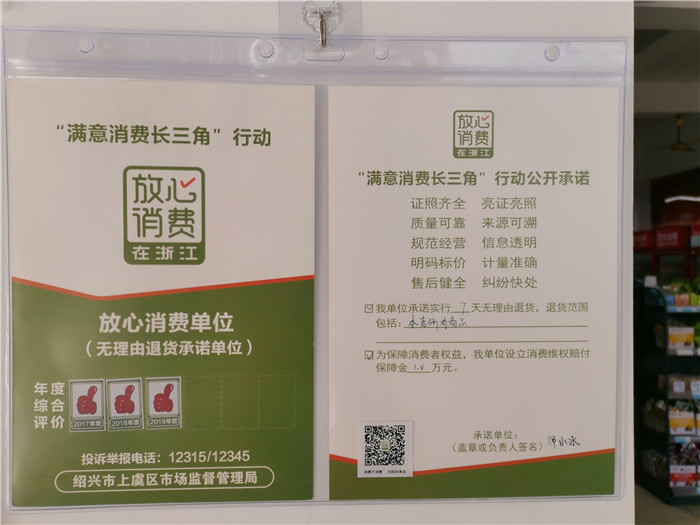 “满意消费长三角”行动
放心
消费
在浙江
放心消费单位
（无理由退货承诺单位）
年度
综合
评价
2017年度 2018年度 2019年度
投诉举报电话：12315/12345
绍兴市上虞区市场监督管理局
放心
消费
在浙江
“满意消费长三角”行动公开承诺
证照齐全 亮证亮照
质量可靠 来源可溯
规范经营 信息透明
明码标价 计量准确
售后健全 纠纷快处
我单位承诺实行 7 天无理由退货，退货范围
包括：本店所有商品
为保障消费者权益，我单位设立消费维权赔付
保障金 1.0 万元。
承诺单位：
（盖章或负责人签名）